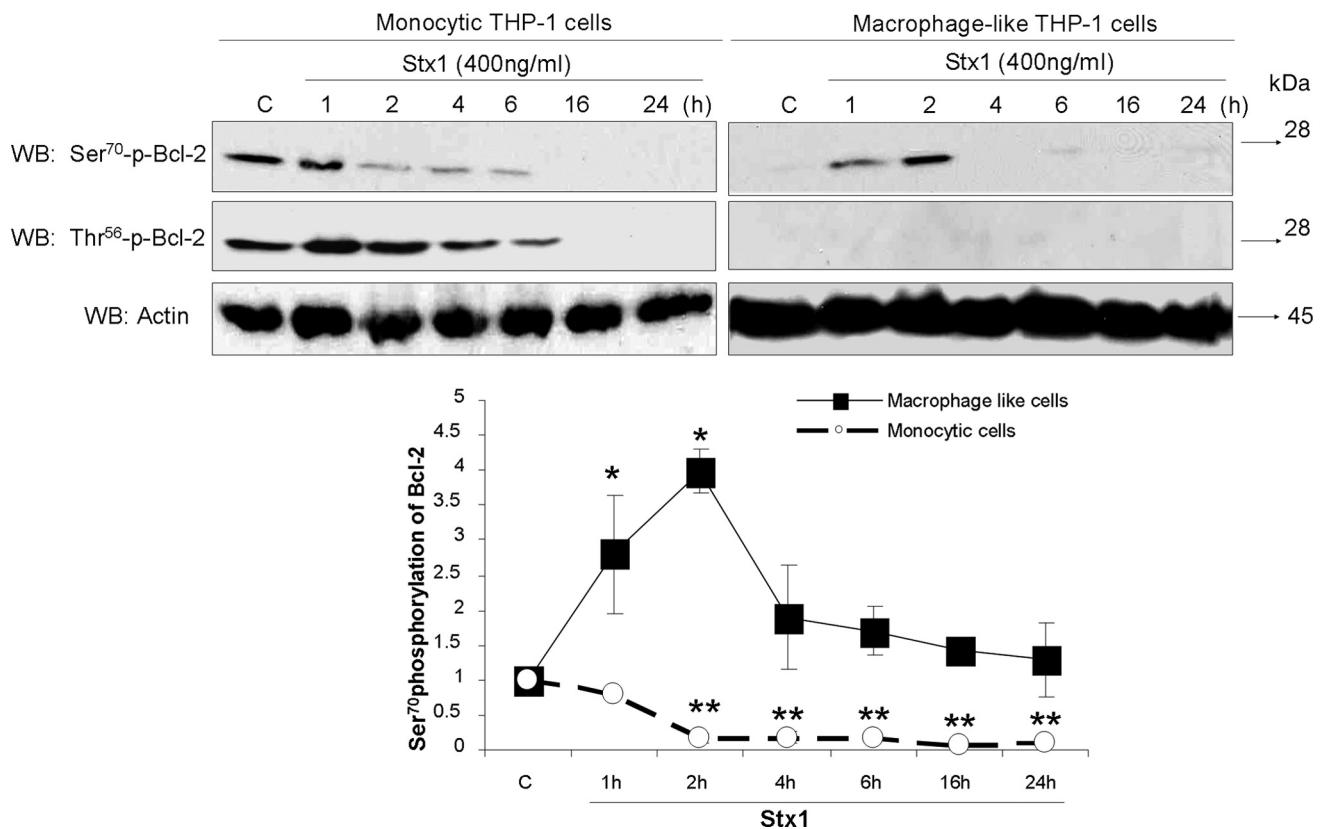 Monocytic THP-1 cells Macrophage-like THP-1 cells
Stx1 (400ng/ml) Stx1 (400ng/ml)
kDa
C 1 2 4 6 16 24 (h) C 1 2 4 6 16 24 (h)
WB: Ser⁷⁰-p-Bcl-2 28
WB: Thr⁵⁶-p-Bcl-2 28
WB: Actin 45
Ser⁷⁰phosphorylation of Bcl-2
5
4.5
4
3.5
3
2.5
2
1.5
1
0.5
0
Macrophage like cells
Monocytic cells
* *
** ** ** ** **
C 1h 2h 4h 6h 16h 24h
Stx1